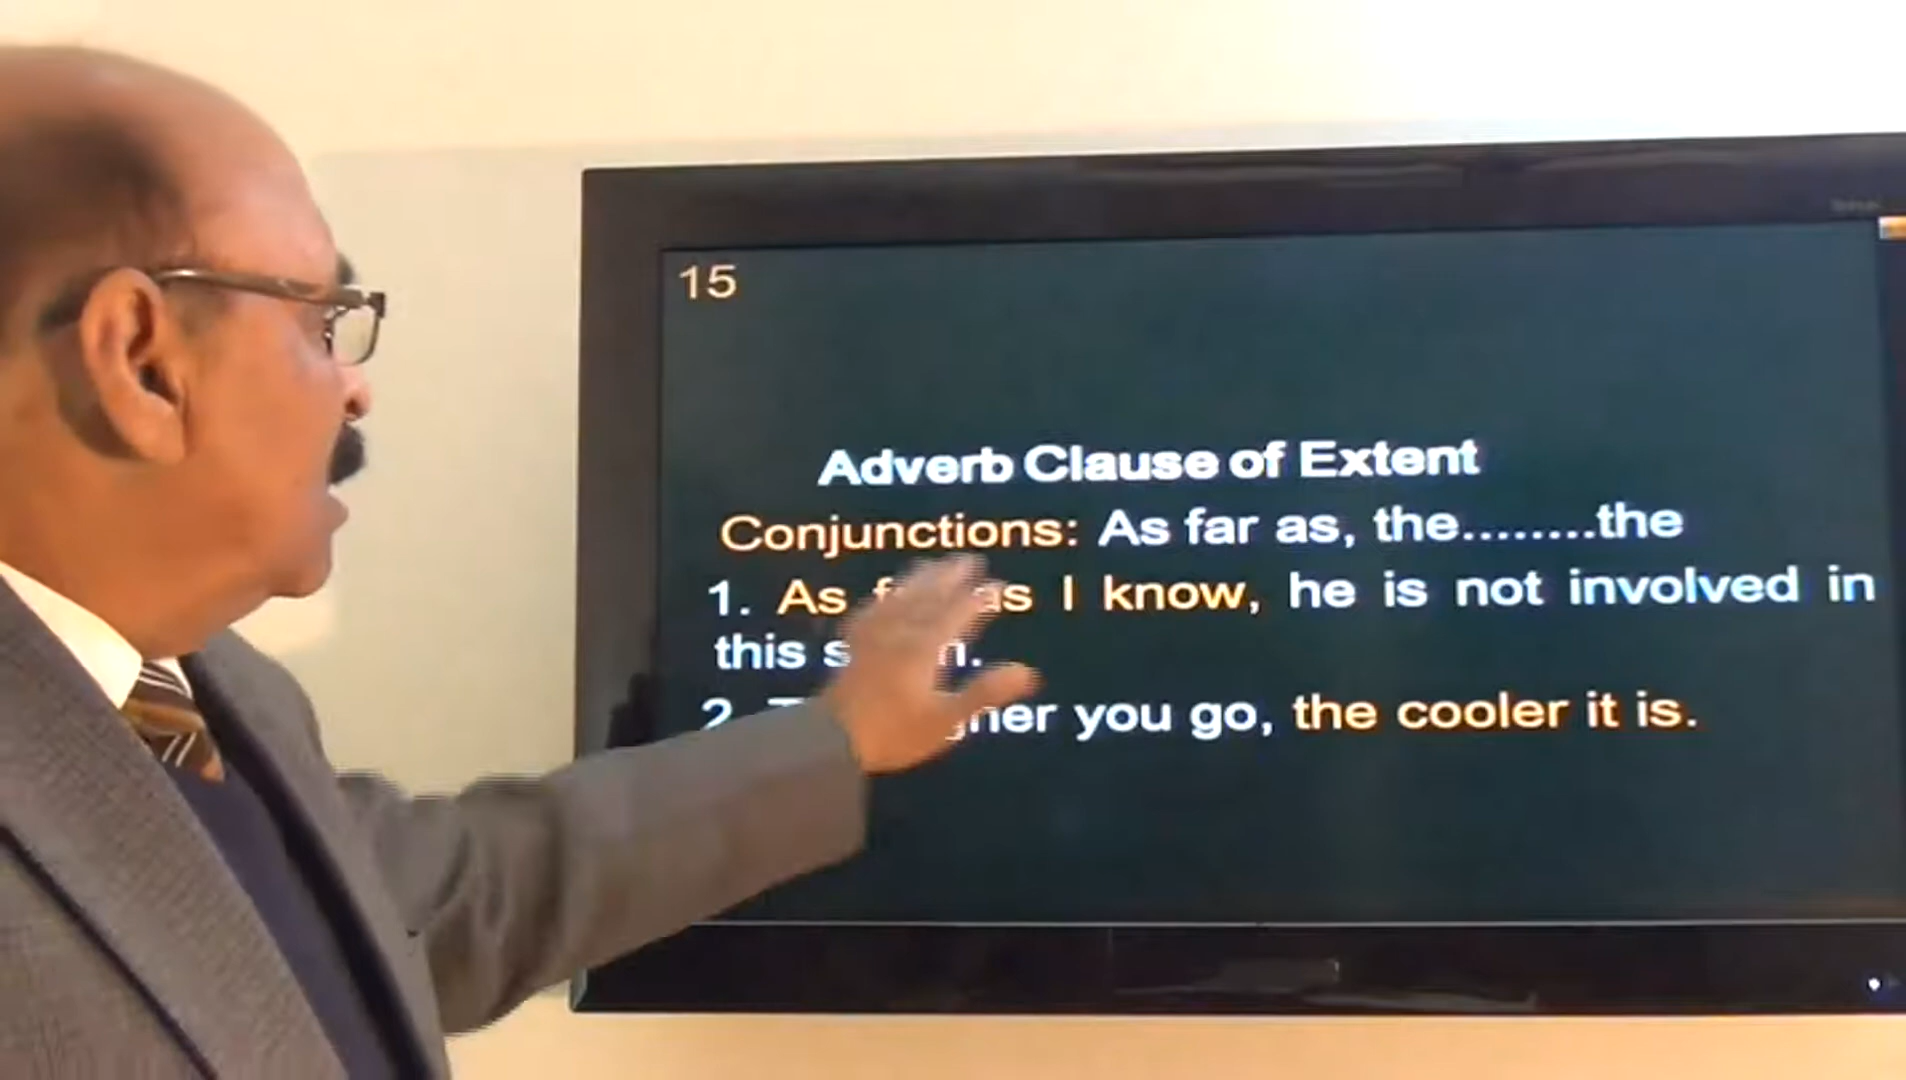 15
Adverb Clause of Extent
Conjunctions: As far as, the........the
1. As as I know, he is not involved in
this
2. you go, the cooler it is.